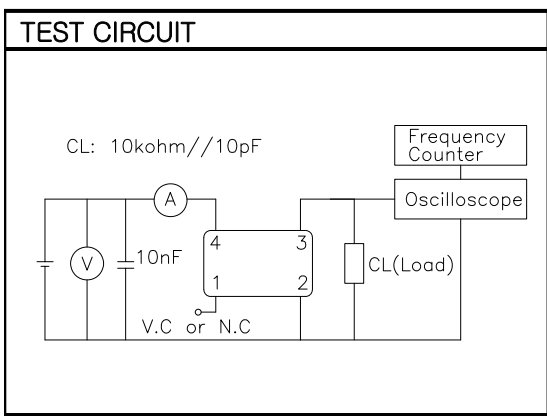 TEST CIRCUIT
CL: 10kohm//10pF
Frequency
Counter
Oscilloscope
A
V
10nF
4
3
1
2
CL(Load)
V.C or N.C